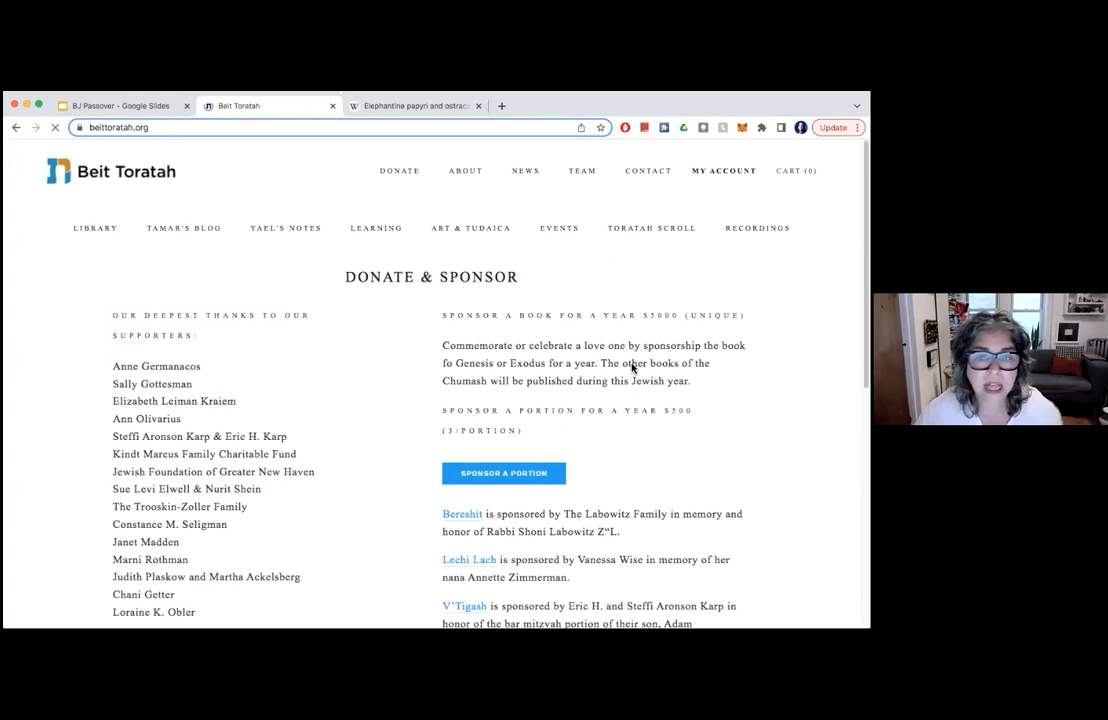 BJ Passover - Google Slides
Beit Toratah
Elephantine papyri and ostraca
beittoratah.org
Update
Beit Toratah
DONATE ABOUT NEWS TEAM CONTACT MY ACCOUNT CART (0)
LIBRARY TAMAR'S BLOG YAEL'S NOTES LEARNING ART & TUDAICA EVENTS TORATAH SCROLL RECORDINGS
DONATE & SPONSOR
OUR DEEPEST THANKS TO OUR
SUPPORTERS:
Anne Germanacos
Sally Gottesman
Elizabeth Leiman Kraiem
Ann Olivarius
Steffi Aronson Karp & Eric H. Karp
Kindt Marcus Family Charitable Fund
Jewish Foundation of Greater New Haven
Sue Levi Elwell & Nurit Shein
The Trooskin-Zoller Family
Constance M. Seligman
Janet Madden
Marni Rothman
Judith Plaskow and Martha Ackelsberg
Chani Getter
Loraine K. Obler
SPONSOR A BOOK FOR A YEAR $5000 (UNIQUE)
Commemorate or celebrate a love one by sponsorship the book
fo Genesis or Exodus for a year. The other books of the
Chumash will be published during this Jewish year.
SPONSOR A PORTION FOR A YEAR $500
(3/PORTION)
SPONSOR A PORTION
Bereshit is sponsored by The Labowitz Family in memory and
honor of Rabbi Shoni Labowitz Z“L.
Lechi Lach is sponsored by Vanessa Wise in memory of her
nana Annette Zimmerman.
V'Tigash is sponsored by Eric H. and Steffi Aronson Karp in
honor of the bar mitzvah portion of their son, Adam